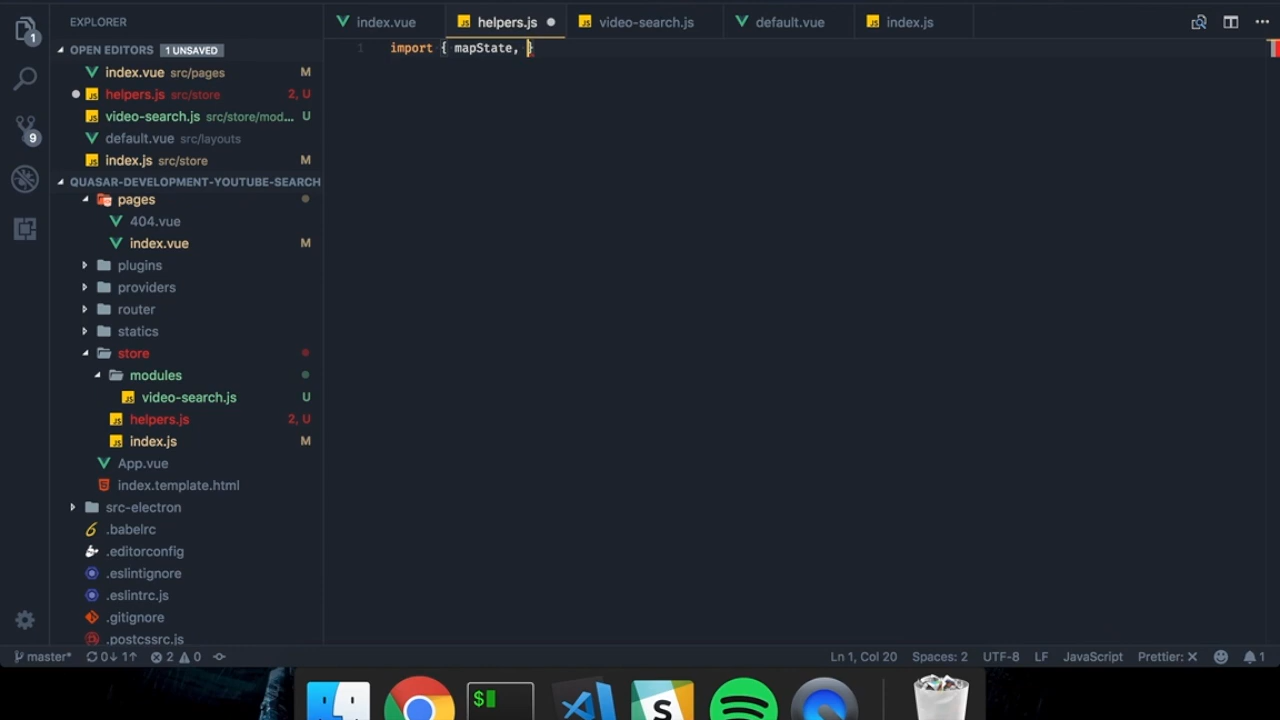 EXPLORER
index.vue
helpers.js
video-search.js
default.vue
index.js
1
OPEN EDITORS 1 UNSAVED
1 import { mapState, }
index.vue src/pages M
helpers.js src/store 2, U
video-search.js src/store/mod... U
9
default.vue src/layouts
index.js src/store M
QUASAR-DEVELOPMENT-YOUTUBE-SEARCH
pages
404.vue
index.vue M
plugins
providers
router
statics
store
modules
video-search.js U
helpers.js 2, U
index.js M
App.vue
index.template.html
src-electron
.babelrc
.editorconfig
.eslintignore
.eslintrc.js
.gitignore
.postcssrc.js
master* 0↓ 1↑ 2 0
Ln 1, Col 20 Spaces: 2 UTF-8 LF JavaScript Prettier: ✕ 1
$
S